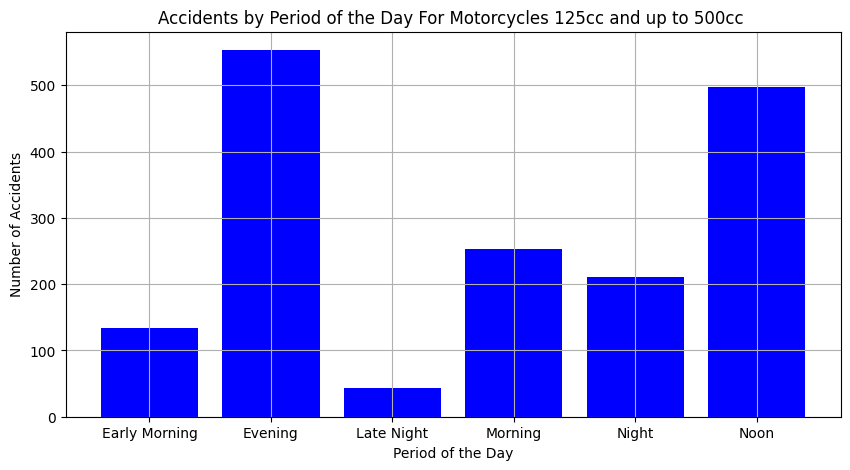 Accidents by Period of the Day For Motorcycles 125cc and up to 500cc
Number of Accidents
500
400
300
200
100
0
Early Morning
Evening
Late Night
Morning
Night
Noon
Period of the Day